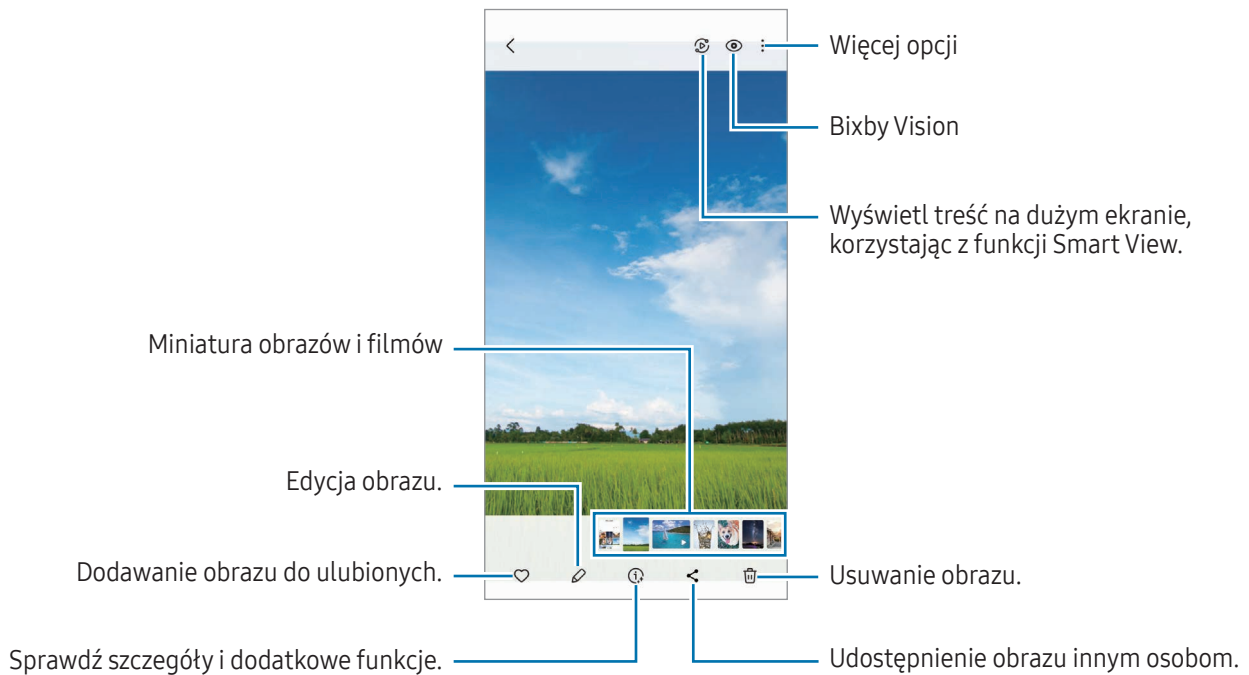 Więcej opcji
Bixby Vision
Wyświetl treść na dużym ekranie,
korzystając z funkcji Smart View.
Miniatura obrazów i filmów
Edycja obrazu.
Dodawanie obrazu do ulubionych.
Usuwanie obrazu.
Sprawdź szczegóły i dodatkowe funkcje.
Udostępnienie obrazu innym osobom.